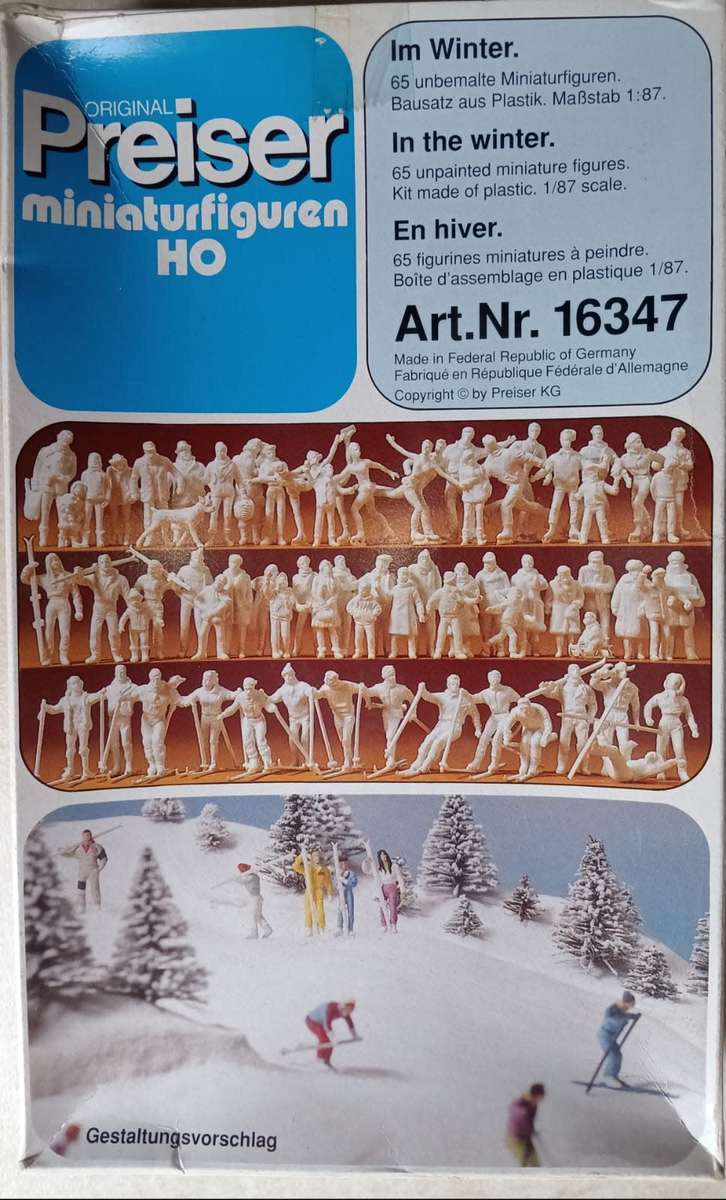 ORIGINAL
Preiser
miniaturfiguren
HO
Im Winter.
65 unbemalte Miniaturfiguren.
Bausatz aus Plastik. Maßstab 1:87.
In the winter.
65 unpainted miniature figures.
Kit made of plastic. 1/87 scale.
En hiver.
65 figurines miniatures à peindre.
Boîte d'assemblage en plastique 1/87.
Art.Nr. 16347
Made in Federal Republic of Germany
Fabriqué en République Fédérale d'Allemagne
Copyright © by Preiser KG
Gestaltungsvorschlag